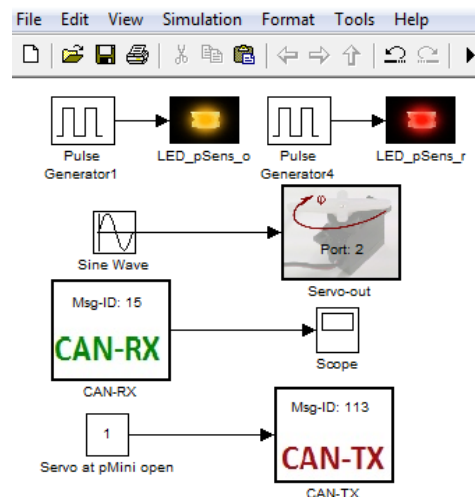 File Edit View Simulation Format Tools Help
Pulse
Generator1
LED_pSens_o
Pulse
Generator4
LED_pSens_r
φ
Port: 2
Sine Wave
Servo-out
Msg-ID: 15
CAN-RX
CAN-RX
Scope
1
Servo at pMini open
Msg-ID: 113
CAN-TX
CAN-TX